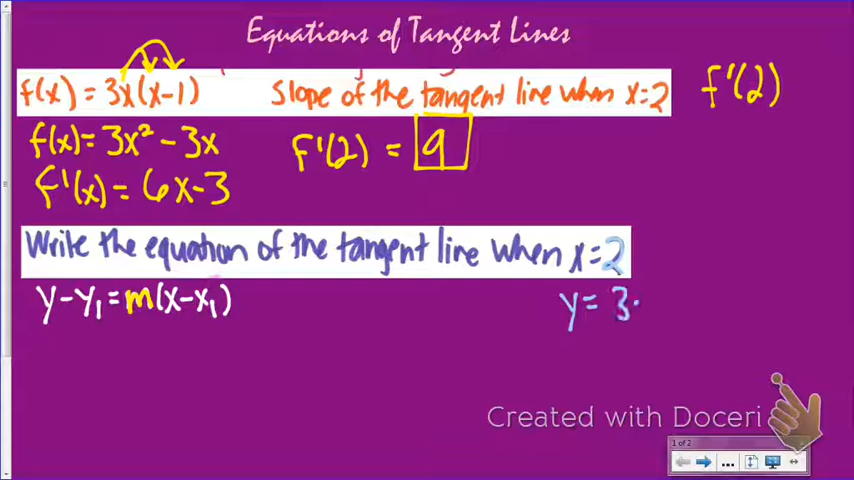 Equations of Tangent Lines
f(x) = 3x(x-1) Slope of the tangent line when x=2 f'(2)
f(x) = 3x² - 3x f'(2) = 9
f'(x) = 6x-3
Write the equation of the tangent line when x=2
y-y₁=m(x-x₁) y= 3·
Created with Doceri
1 of 2